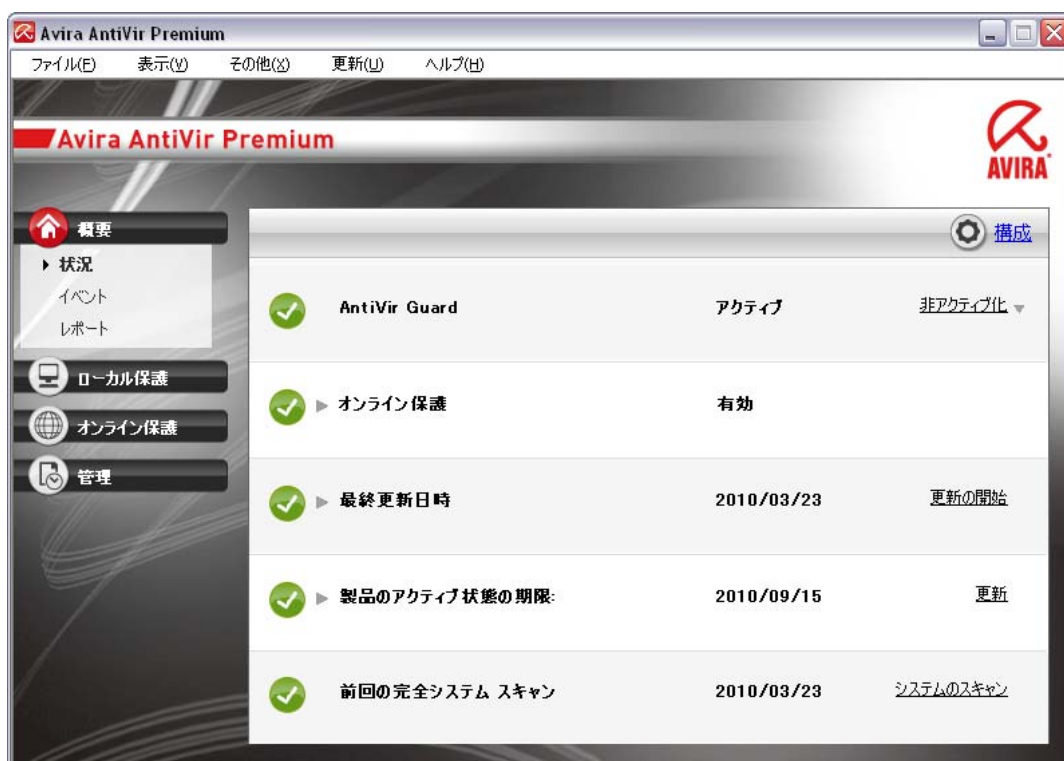 Avira AntiVir Premium
ファイル(F) 表示(V) その他(X) 更新(U) ヘルプ(H)
Avira AntiVir Premium
AVIRA
概要
状況
イベント
レポート
ローカル保護
オンライン保護
管理
構成
AntiVir Guard アクティブ 非アクティブ化
オンライン保護 有効
最終更新日時 2010/03/23 更新の開始
製品のアクティブ状態の期限: 2010/09/15 更新
前回の完全システム スキャン 2010/03/23 システムのスキャン